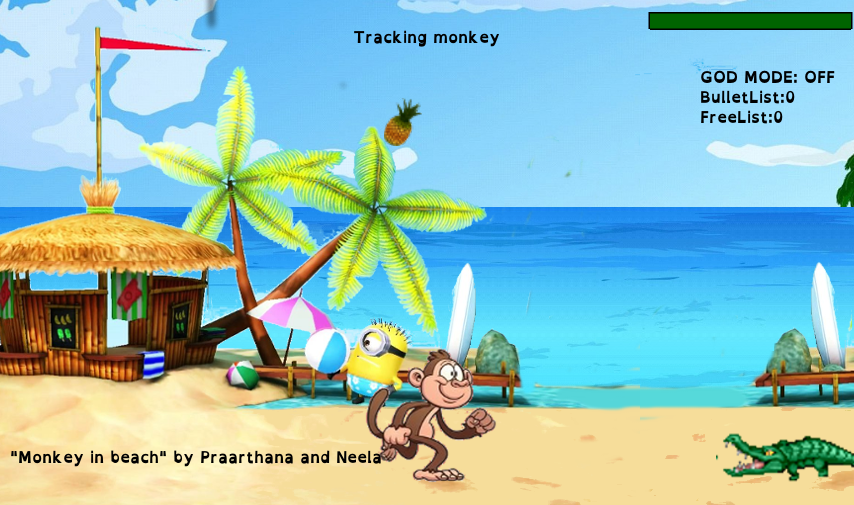 Tracking monkey
GOD MODE: OFF
BulletList:0
FreeList:0
"Monkey in beach" by Praarthana and Neela